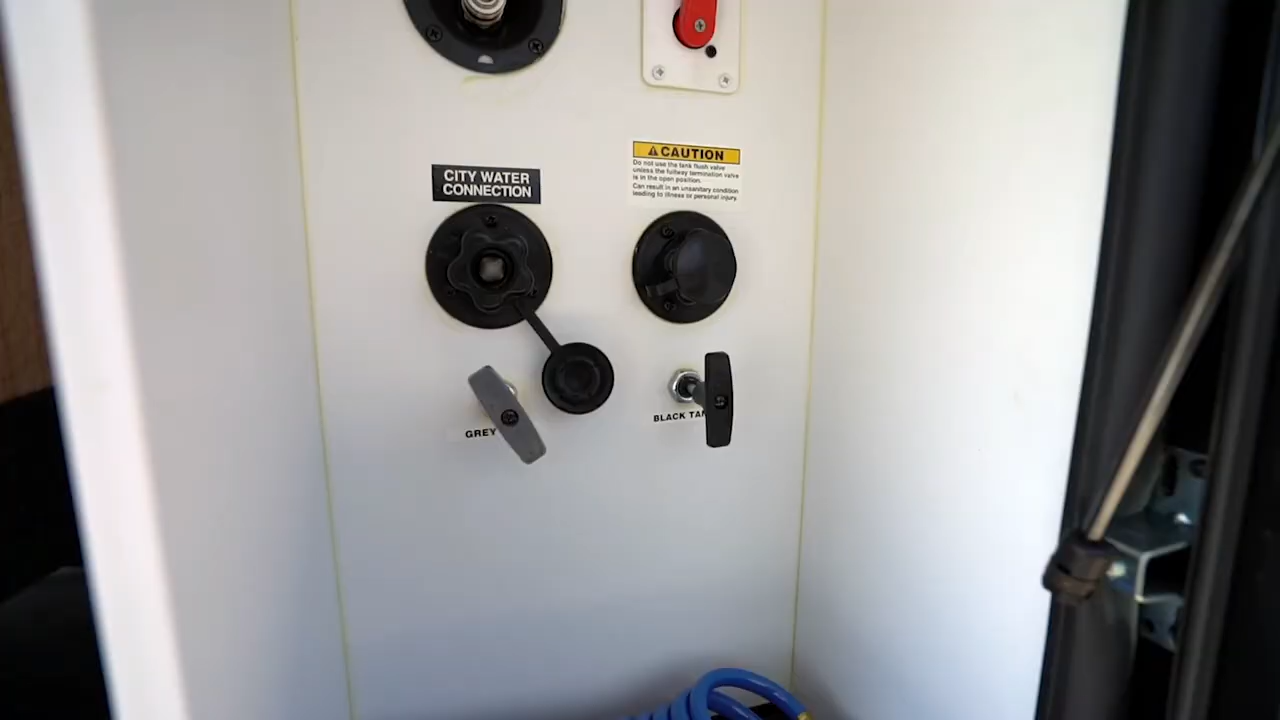 CITY WATER
CONNECTION
CAUTION
Do not use the tank flush valve
unless the fullway termination valve
is in the open position.
Can result in an unsanitary condition
leading to illness or personal injury.
GREY
BLACK TAN